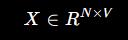 X ∈ R^{N×V}